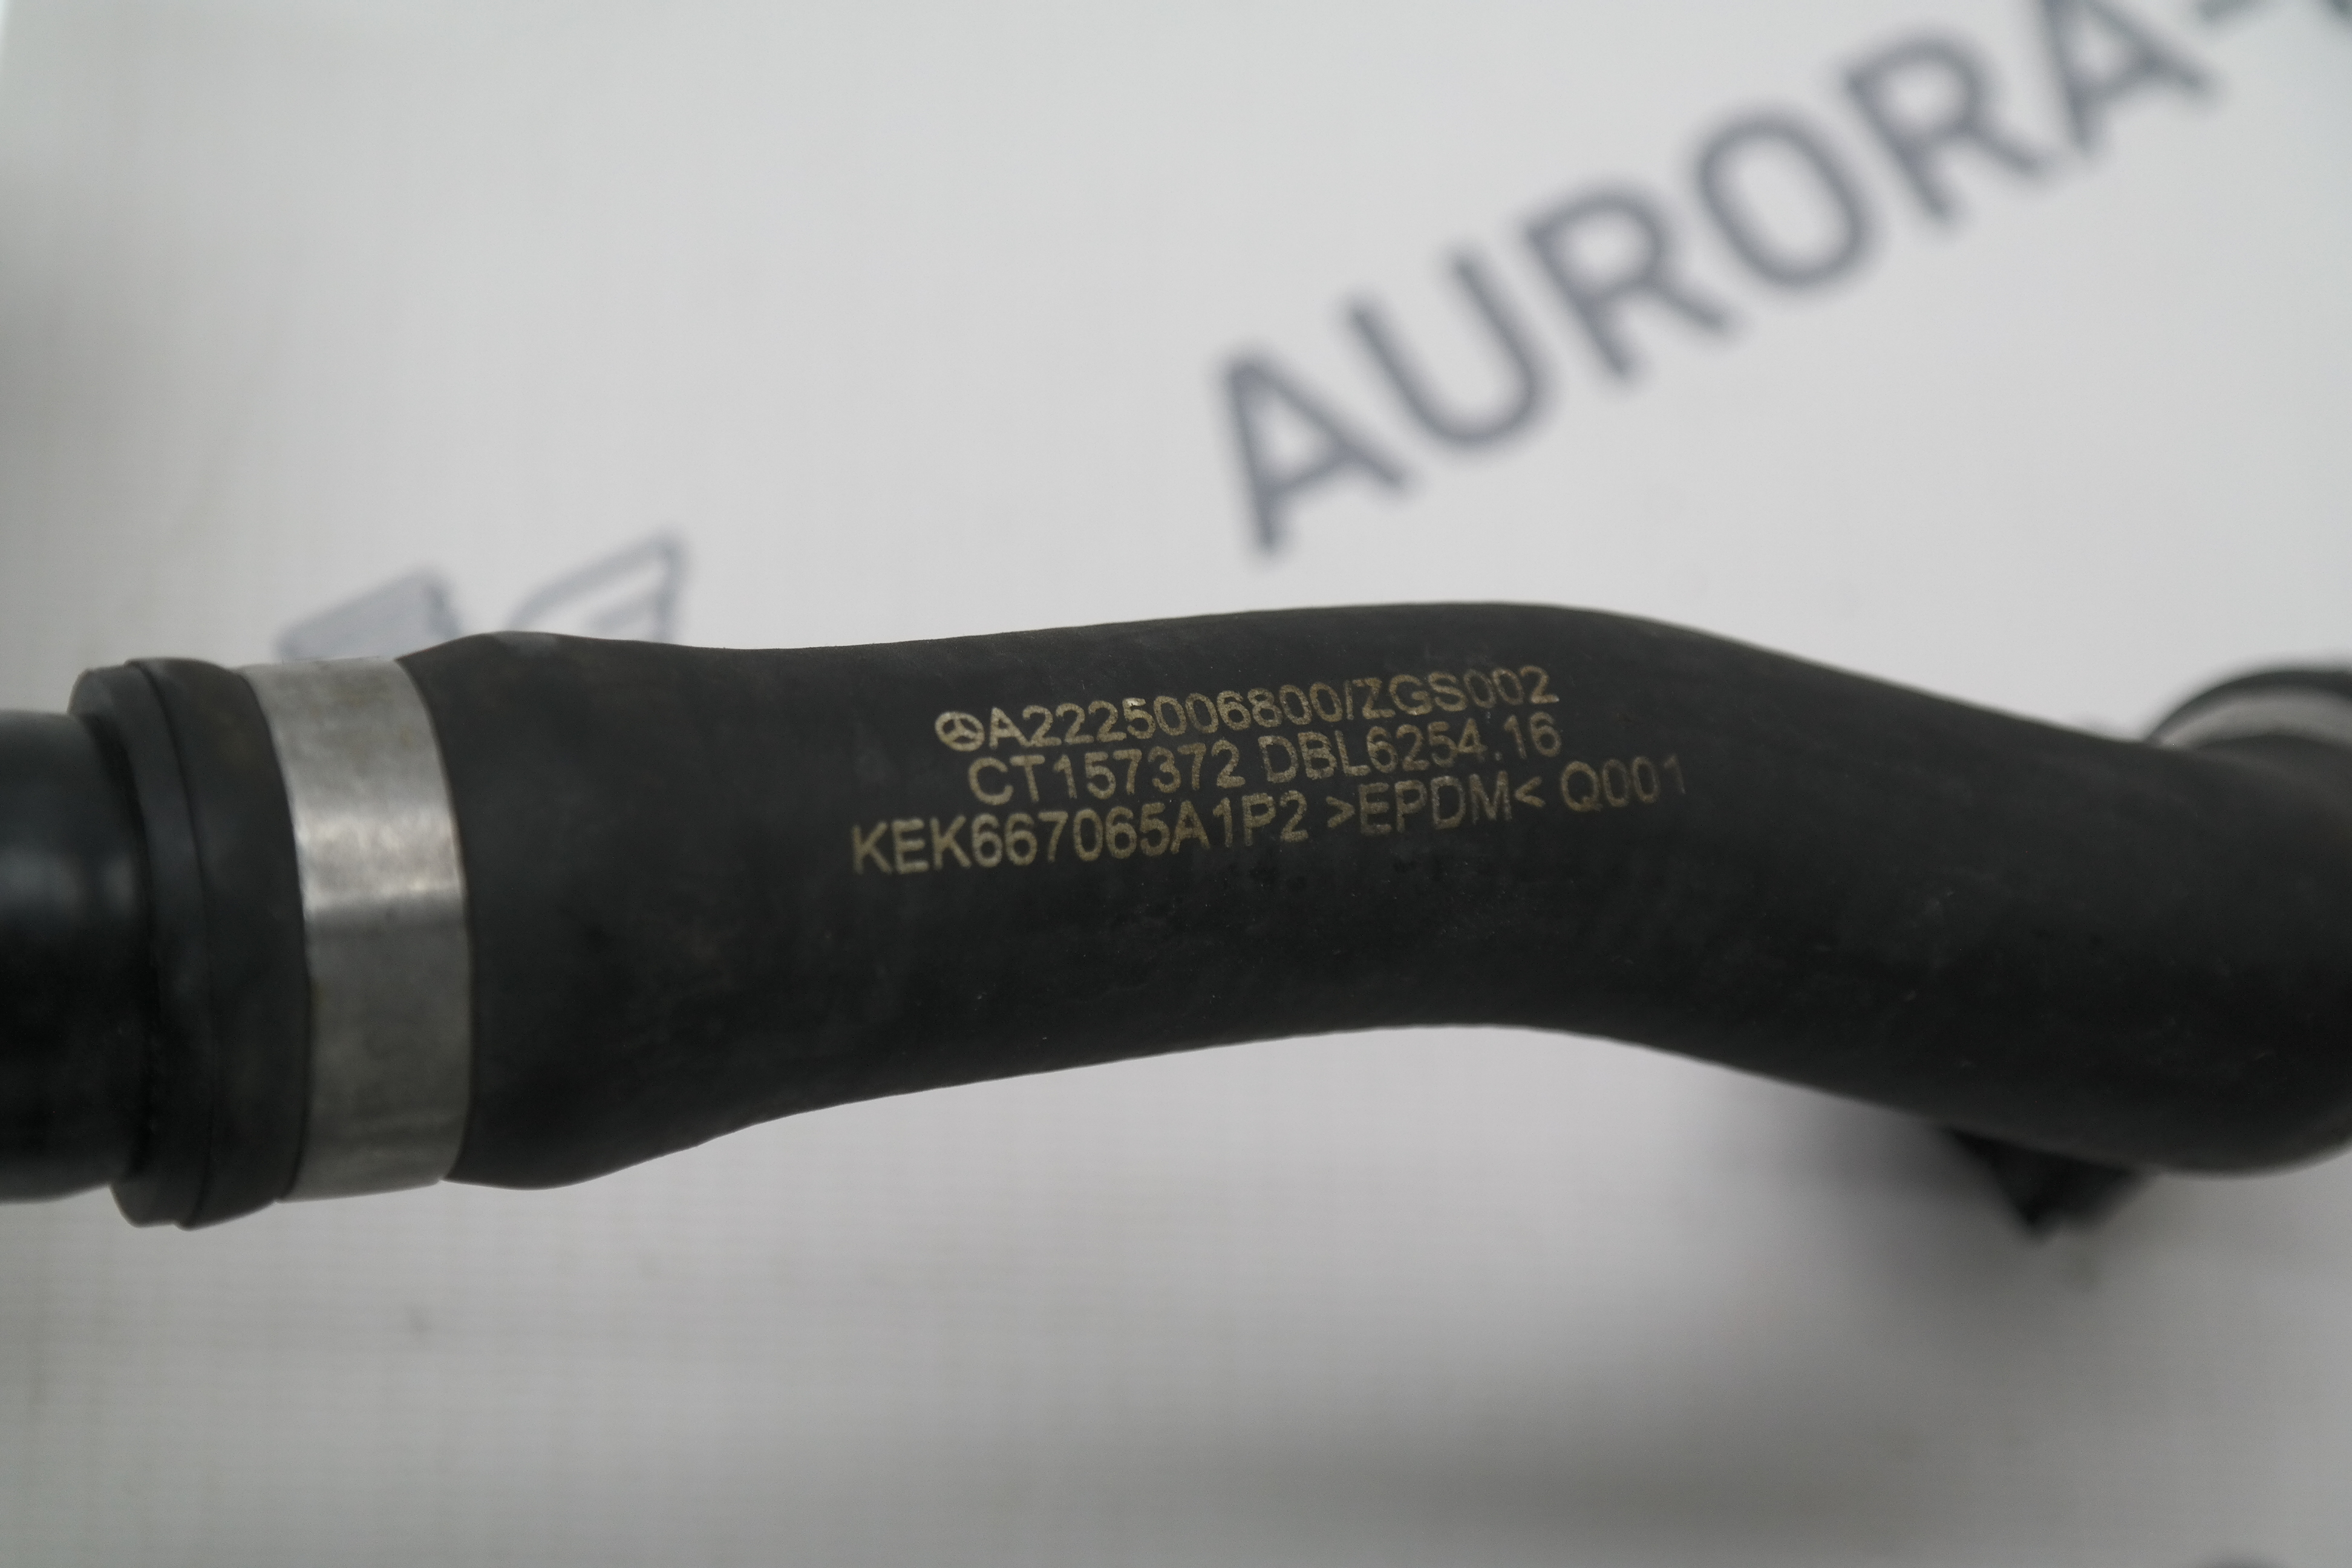 AURORA-
A2225006800/ZGS002
CT157372 DBL6254.16
KEK667065A1P2 >EPDM< Q001